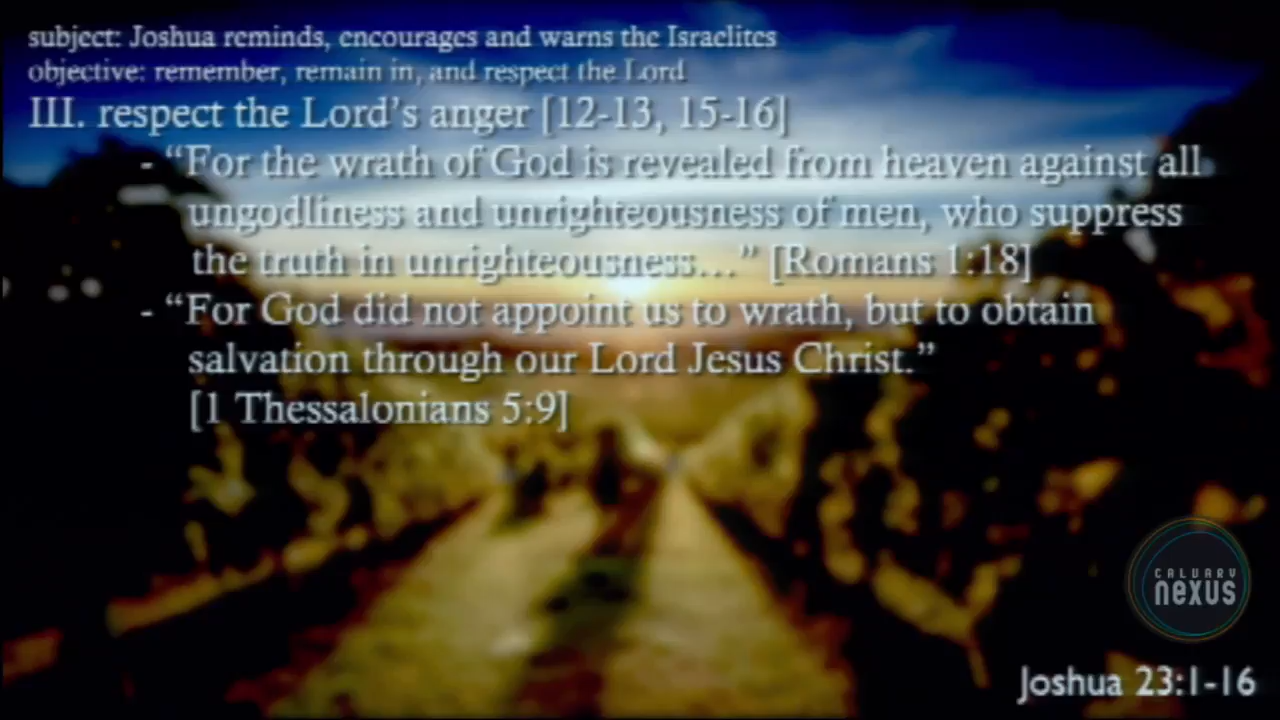 subject: Joshua reminds, encourages and warns the Israelites
objective: remember, remain in, and respect the Lord
III. respect the Lord’s anger [12-13, 15-16]
- “For the wrath of God is revealed from heaven against all
ungodliness and unrighteousness of men, who suppress
the truth in unrighteousness…” [Romans 1:18]
- “For God did not appoint us to wrath, but to obtain
salvation through our Lord Jesus Christ.”
[1 Thessalonians 5:9]
CALVARY
nexus
Joshua 23:1-16